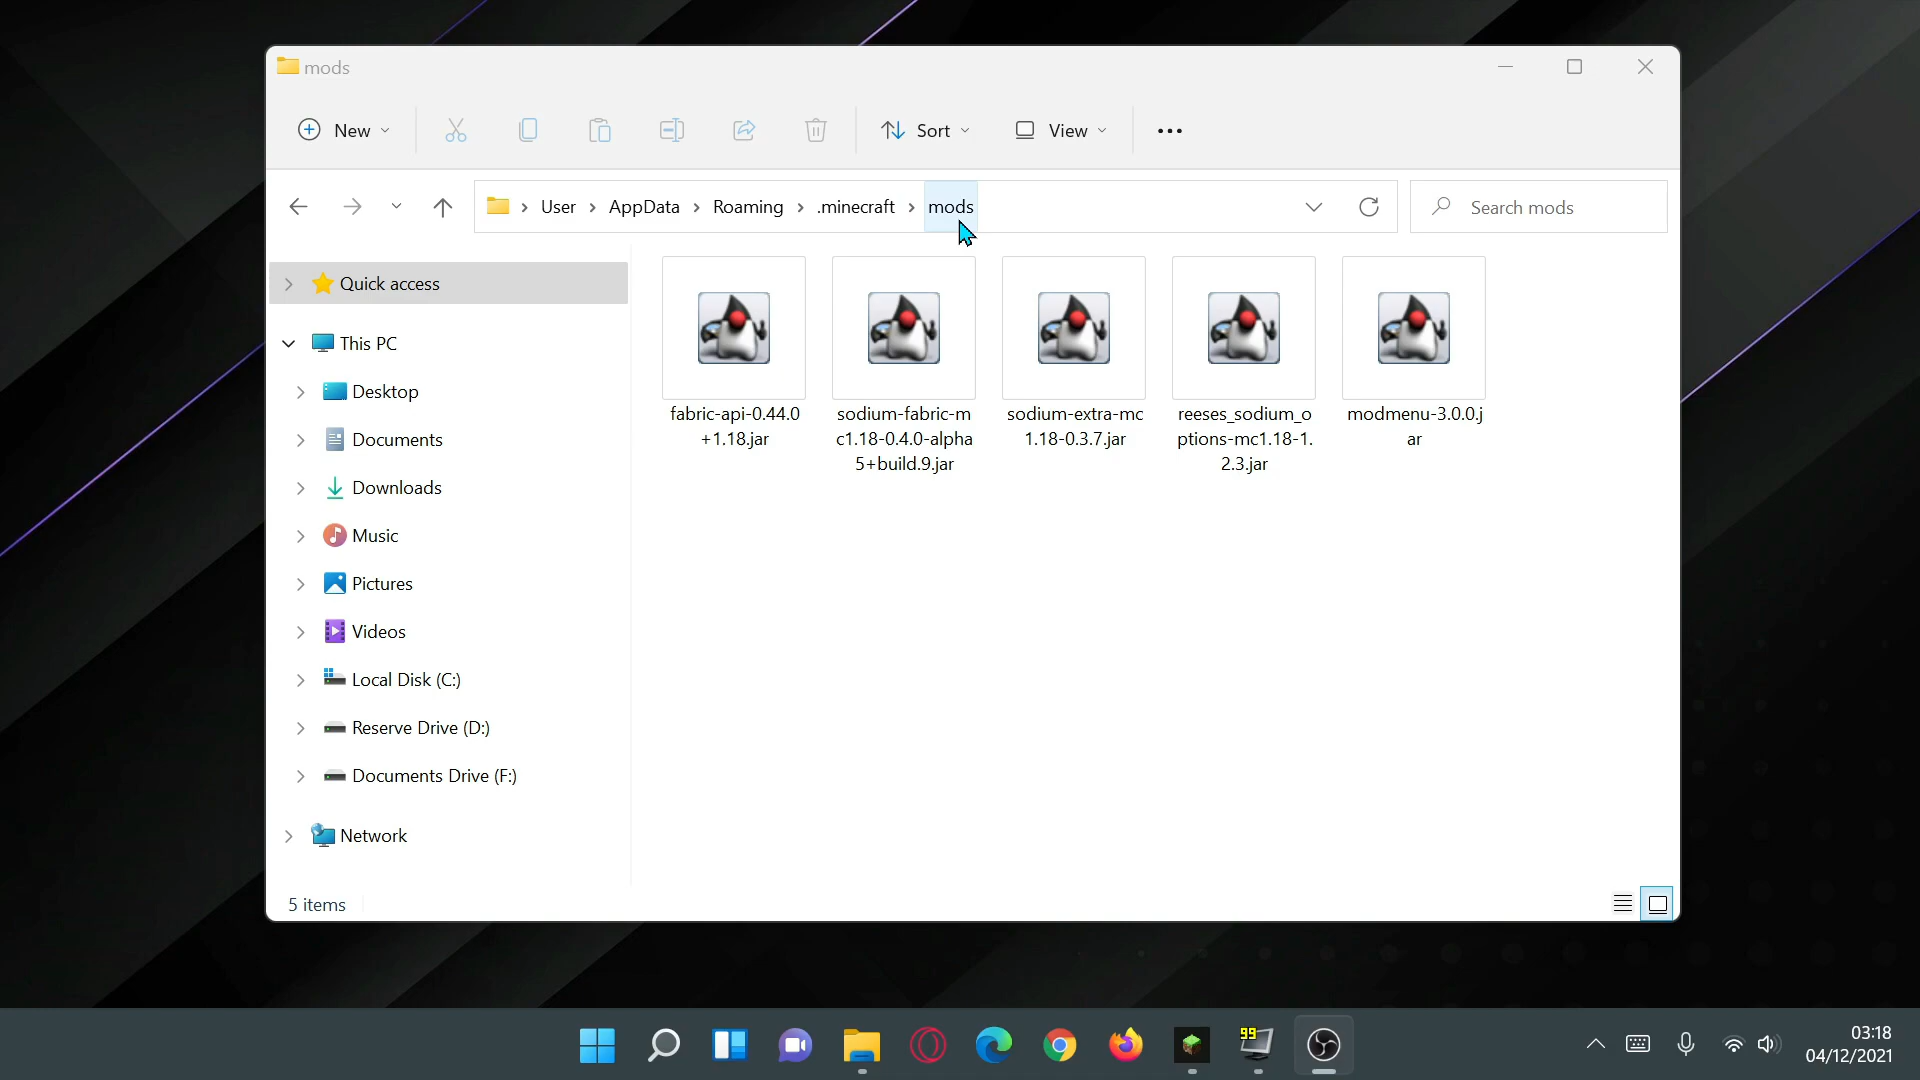 mods
New
Sort
View
User
AppData
Roaming
.minecraft
mods
Search mods
Quick access
This PC
Desktop
Documents
Downloads
Music
Pictures
Videos
Local Disk (C:)
Reserve Drive (D:)
Documents Drive (F:)
Network
fabric-api-0.44.0
+1.18.jar
sodium-fabric-m
c1.18-0.4.0-alpha
5+build.9.jar
sodium-extra-mc
1.18-0.3.7.jar
reeses_sodium_o
ptions-mc1.18-1.
2.3.jar
modmenu-3.0.0.j
ar
5 items
99
03:18
04/12/2021